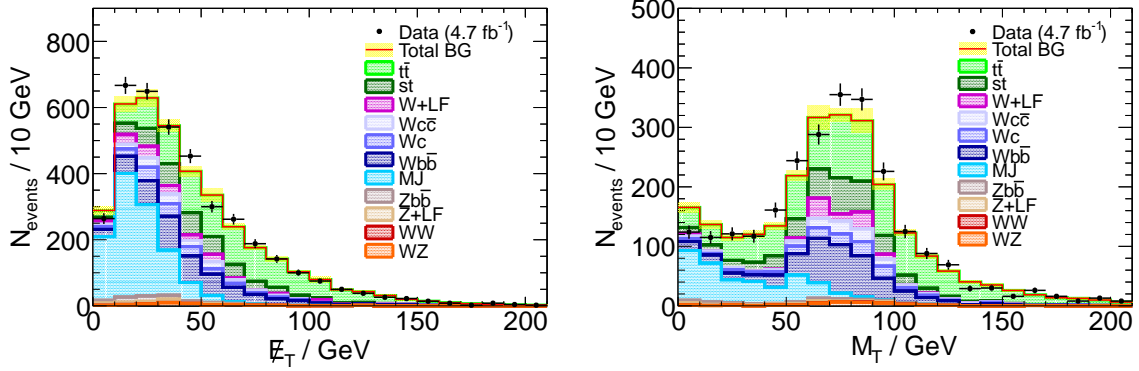 N_events / 10 GeV
800
600
400
200
0
Data (4.7 fb⁻¹)
Total BG
tt̄
st
W+LF
Wcc̄
Wc
Wbb̄
MJ
Zbb̄
Z+LF
WW
WZ
0 50 100 150 200
E̸_T / GeV
N_events / 10 GeV
500
400
300
200
100
0
Data (4.7 fb⁻¹)
Total BG
tt̄
st
W+LF
Wcc̄
Wc
Wbb̄
MJ
Zbb̄
Z+LF
WW
WZ
0 50 100 150 200
M_T / GeV